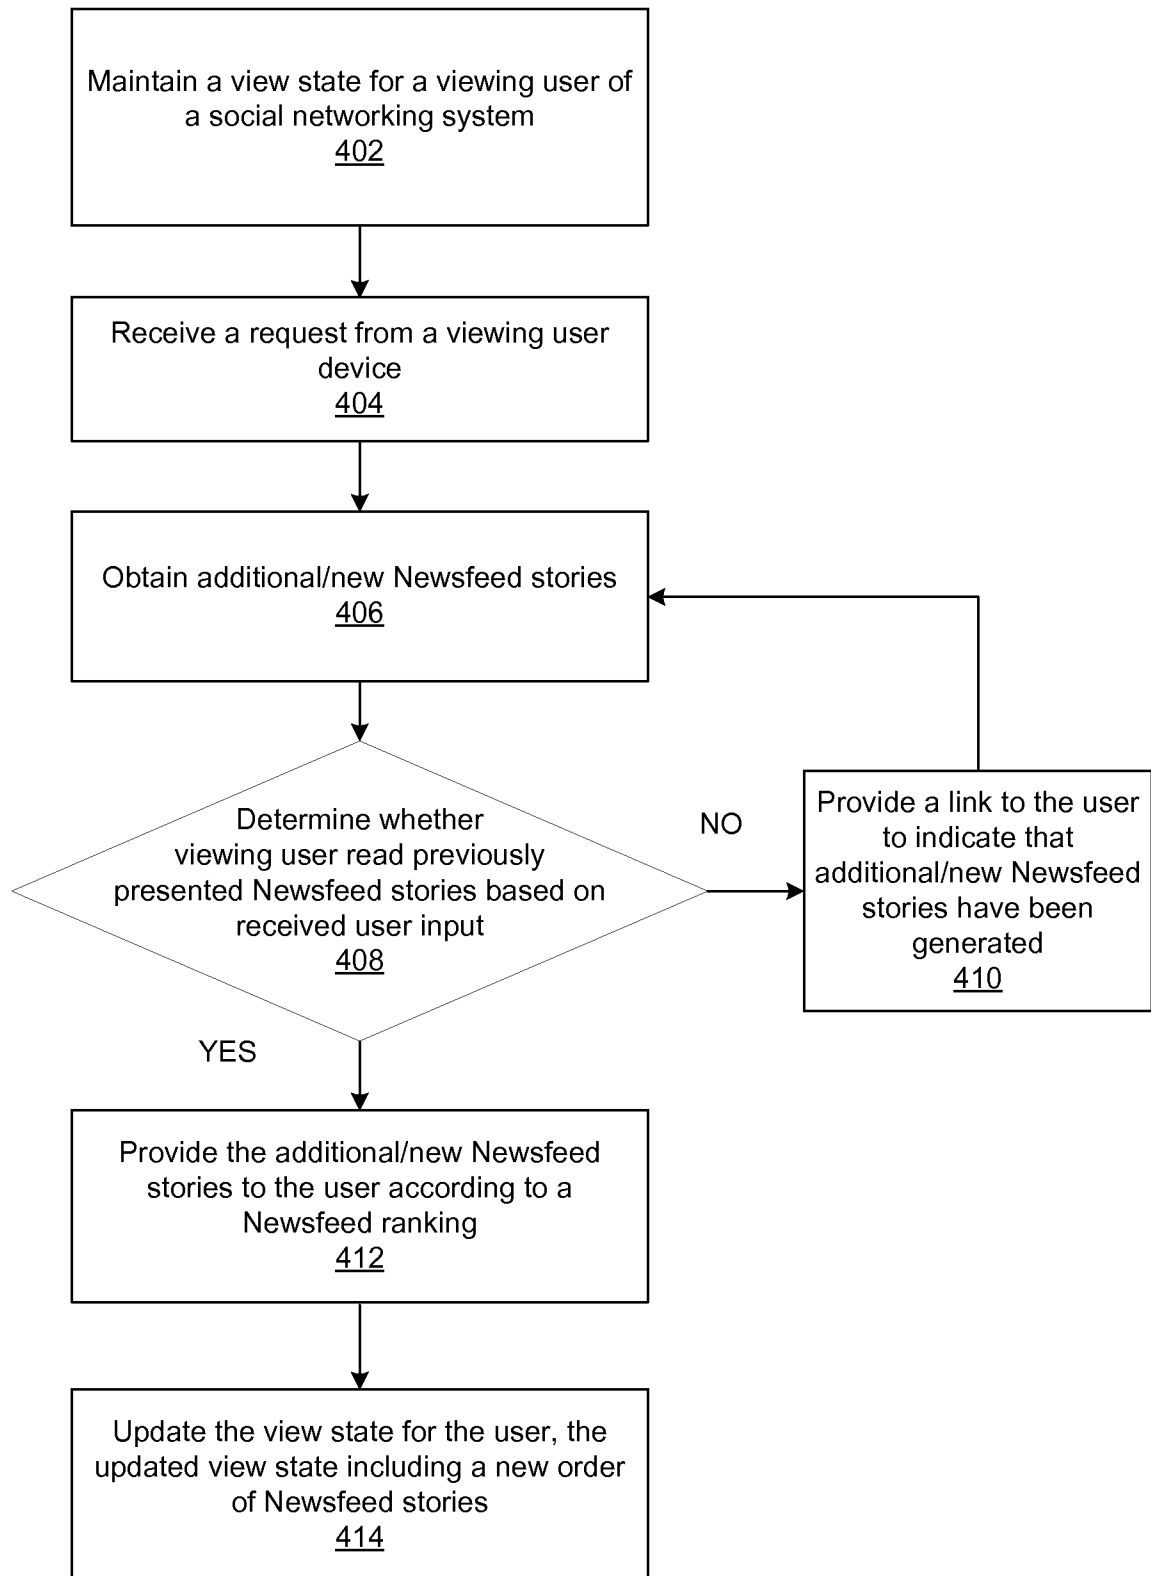 Maintain a view state for a viewing user of
a social networking system
402
Receive a request from a viewing user
device
404
Obtain additional/new Newsfeed stories
406
Determine whether
viewing user read previously
presented Newsfeed stories based on
received user input
408
NO
Provide a link to the user
to indicate that
additional/new Newsfeed
stories have been
generated
410
YES
Provide the additional/new Newsfeed
stories to the user according to a
Newsfeed ranking
412
Update the view state for the user, the
updated view state including a new order
of Newsfeed stories
414